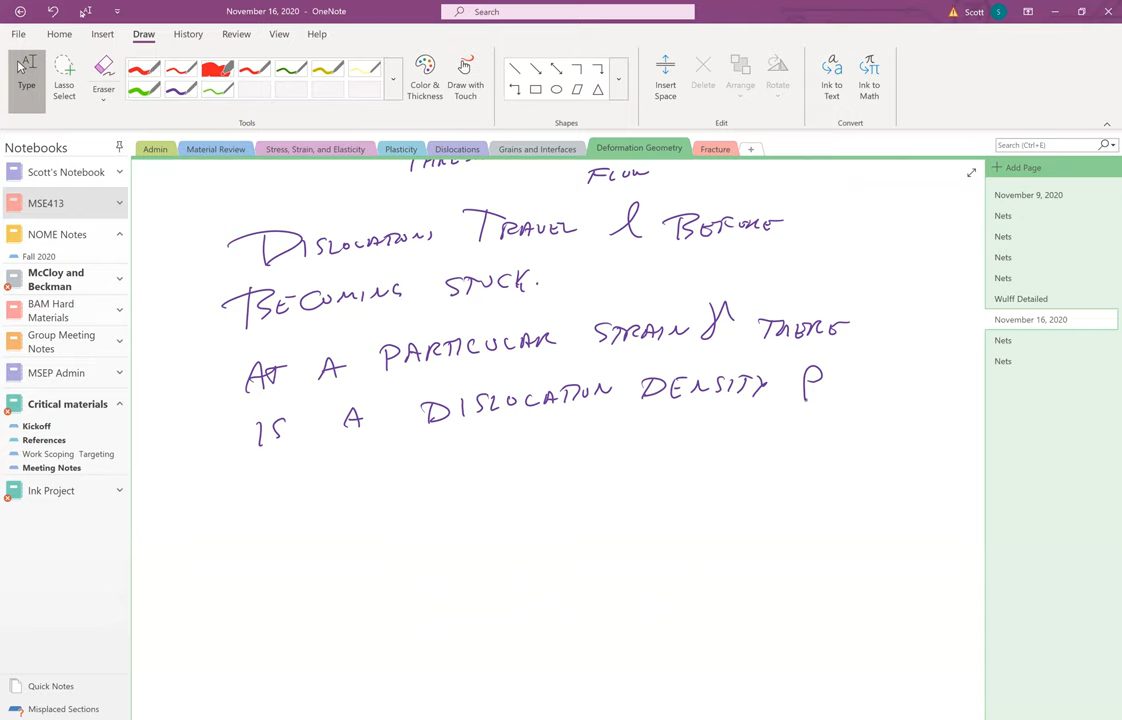 November 16, 2020 - OneNote
Search
Scott
S
File Home Insert Draw History Review View Help
Type
Lasso Select
Eraser
Color & Thickness
Draw with Touch
Insert Space
Delete
Arrange
Rotate
Ink to Text
Ink to Math
Tools Shapes Edit Convert
Notebooks
Admin Material Review Stress, Strain, and Elasticity Plasticity Dislocations Grains and Interfaces Deformation Geometry Fracture
Search (Ctrl+E)
Scott's Notebook
MSE413
NOME Notes
Fall 2020
McCloy and
Beckman
BAM Hard
Materials
Group Meeting
Notes
MSEP Admin
Critical materials
Kickoff
References
Work Scoping Targeting
Meeting Notes
Ink Project
Quick Notes
Misplaced Sections
FLOW
DISLOCATIONS TRAVEL l BEFORE
BECOMING STUCK.
AT A PARTICULAR STRAIN γ THERE
IS A DISLOCATION DENSITY ρ
Add Page
November 9, 2020
Nets
Nets
Nets
Nets
Wulff Detailed
November 16, 2020
Nets
Nets